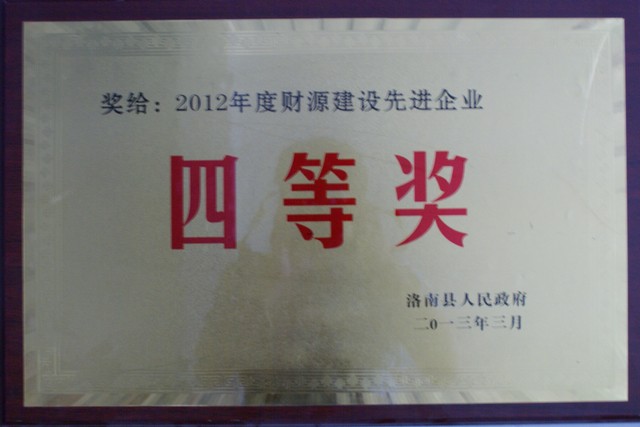 奖给：2012年度财源建设先进企业
四等奖
洛南县人民政府
二0一三年三月